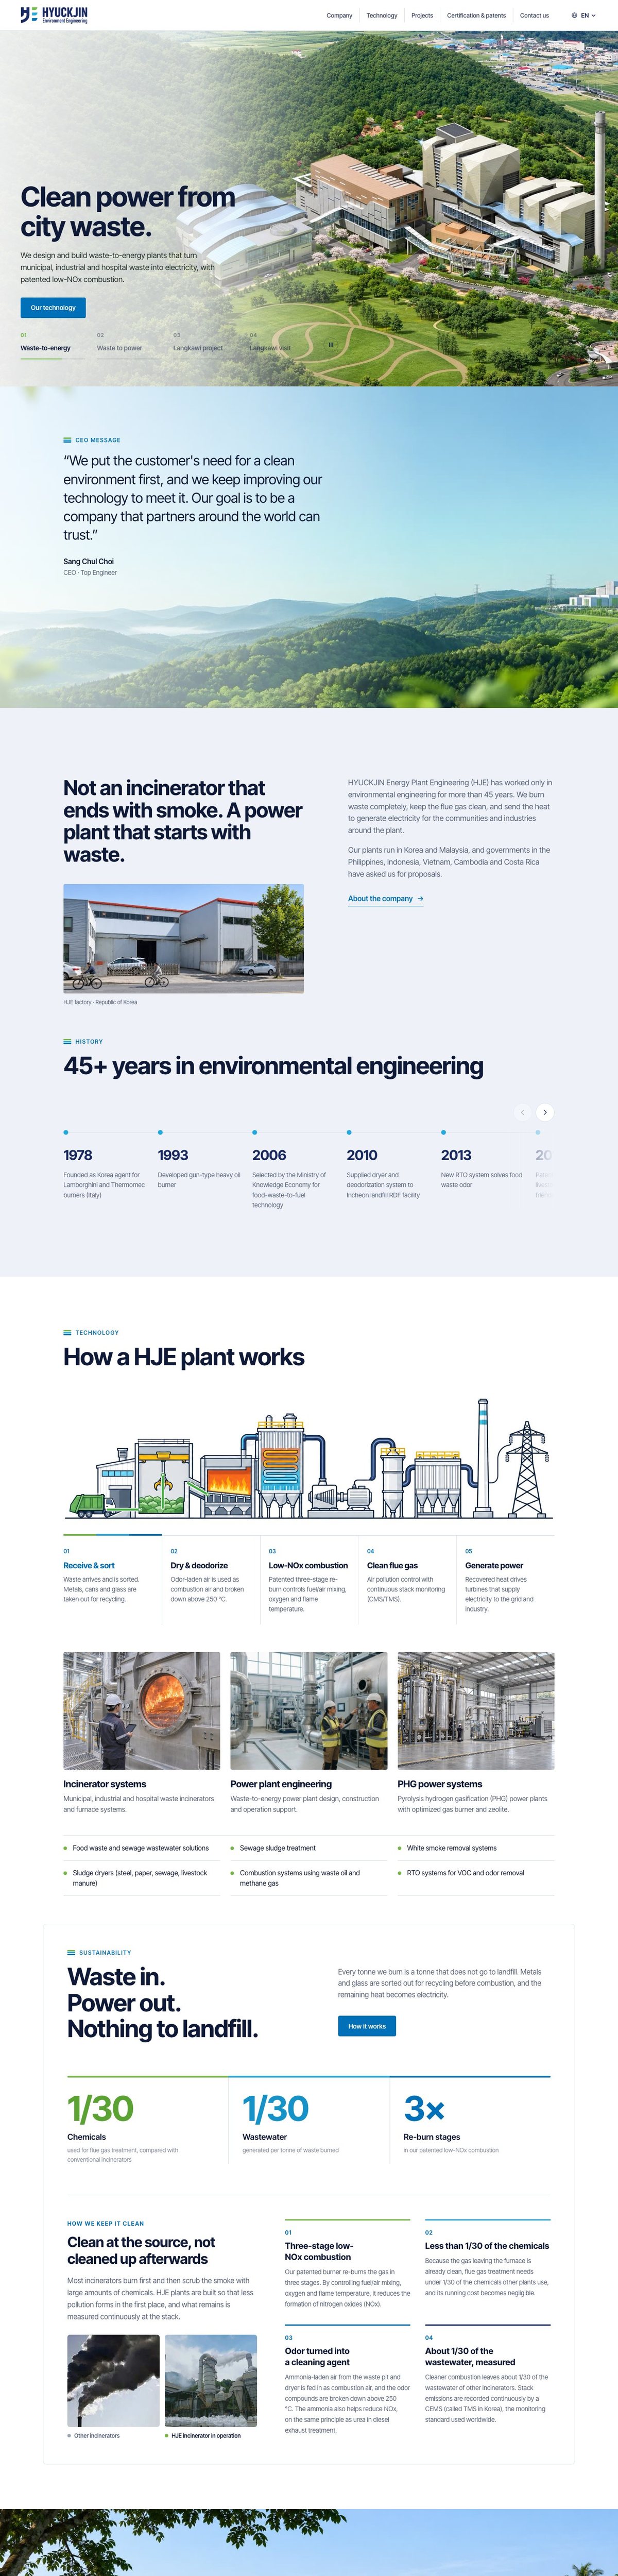 HYUCKJIN
Environment Engineering
Company
Technology
Projects
Certification & patents
Contact us
EN
Clean power from
city waste.
We design and build waste-to-energy plants that turn
municipal, industrial and hospital waste into electricity, with
patented low-NOx combustion.
Our technology
01
Waste-to-energy
02
Waste to power
03
Langkawi project
04
Langkawi visit
CEO MESSAGE
“We put the customer's need for a clean
environment first, and we keep improving our
technology to meet it. Our goal is to be a
company that partners around the world can
trust.”
Sang Chul Choi
CEO · Top Engineer
Not an incinerator that
ends with smoke. A power
plant that starts with
waste.
HJE factory · Republic of Korea
HYUCKJIN Energy Plant Engineering (HJE) has worked only in
environmental engineering for more than 45 years. We burn
waste completely, keep the flue gas clean, and send the heat
to generate electricity for the communities and industries
around the plant.
Our plants run in Korea and Malaysia, and governments in the
Philippines, Indonesia, Vietnam, Cambodia and Costa Rica
have asked us for proposals.
About the company →
HISTORY
45+ years in environmental engineering
1978
Founded as Korea agent for
Lamborghini and Thermomec
burners (Italy)
1993
Developed gun-type heavy oil
burner
2006
Selected by the Ministry of
Knowledge Economy for
food-waste-to-fuel
technology
2010
Supplied dryer and
deodorization system to
Incheon landfill RDF facility
2013
New RTO system solves food
waste odor
20
TECHNOLOGY
How a HJE plant works
01
Receive & sort
Waste arrives and is sorted.
Metals, cans and glass are
taken out for recycling.
02
Dry & deodorize
Odor-laden air is used as
combustion air and broken
down above 250 °C.
03
Low-NOx combustion
Patented three-stage re-
burn controls fuel/air mixing,
oxygen and flame
temperature.
04
Clean flue gas
Air pollution control with
continuous stack monitoring
(CMS/TMS).
05
Generate power
Recovered heat drives
turbines that supply
electricity to the grid and
industry.
Incinerator systems
Municipal, industrial and hospital waste incinerators
and furnace systems.
Power plant engineering
Waste-to-energy power plant design, construction
and operation support.
PHG power systems
Pyrolysis hydrogen gasification (PHG) power plants
with optimized gas burner and zeolite.
Food waste and sewage wastewater solutions
Sewage sludge treatment
White smoke removal systems
Sludge dryers (steel, paper, sewage, livestock
manure)
Combustion systems using waste oil and
methane gas
RTO systems for VOC and odor removal
SUSTAINABILITY
Waste in.
Power out.
Nothing to landfill.
Every tonne we burn is a tonne that does not go to landfill. Metals
and glass are sorted out for recycling before combustion, and the
remaining heat becomes electricity.
How it works
1/30
Chemicals
used for flue gas treatment, compared with
conventional incinerators
1/30
Wastewater
generated per tonne of waste burned
3×
Re-burn stages
in our patented low-NOx combustion
HOW WE KEEP IT CLEAN
Clean at the source, not
cleaned up afterwards
Most incinerators burn first and then scrub the smoke with
large amounts of chemicals. HJE plants are built so that less
pollution forms in the first place, and what remains is
measured continuously at the stack.
Other incinerators
HJE incinerator in operation
01
Three-stage low-
NOx combustion
Our patented burner re-burns the gas in
three stages. By controlling fuel/air mixing,
oxygen and flame temperature, it reduces the
formation of nitrogen oxides (NOx).
02
Less than 1/30 of the chemicals
Because the gas leaving the furnace is
already clean, flue gas treatment needs
under 1/30 of the chemicals other plants use,
and its running cost becomes negligible.
03
Odor turned into
a cleaning agent
Ammonia-laden air from the waste pit and
dryer is fed in as combustion air, and the odor
compounds are broken down above 250
°C. The ammonia also helps reduce NOx,
on the same principle as urea in diesel
exhaust treatment.
04
About 1/30 of the
wastewater, measured
Cleaner combustion leaves about 1/30 of the
wastewater of other incinerators. Stack
emissions are recorded continuously by a
CEMS (called TMS in Korea), the monitoring
standard used worldwide.